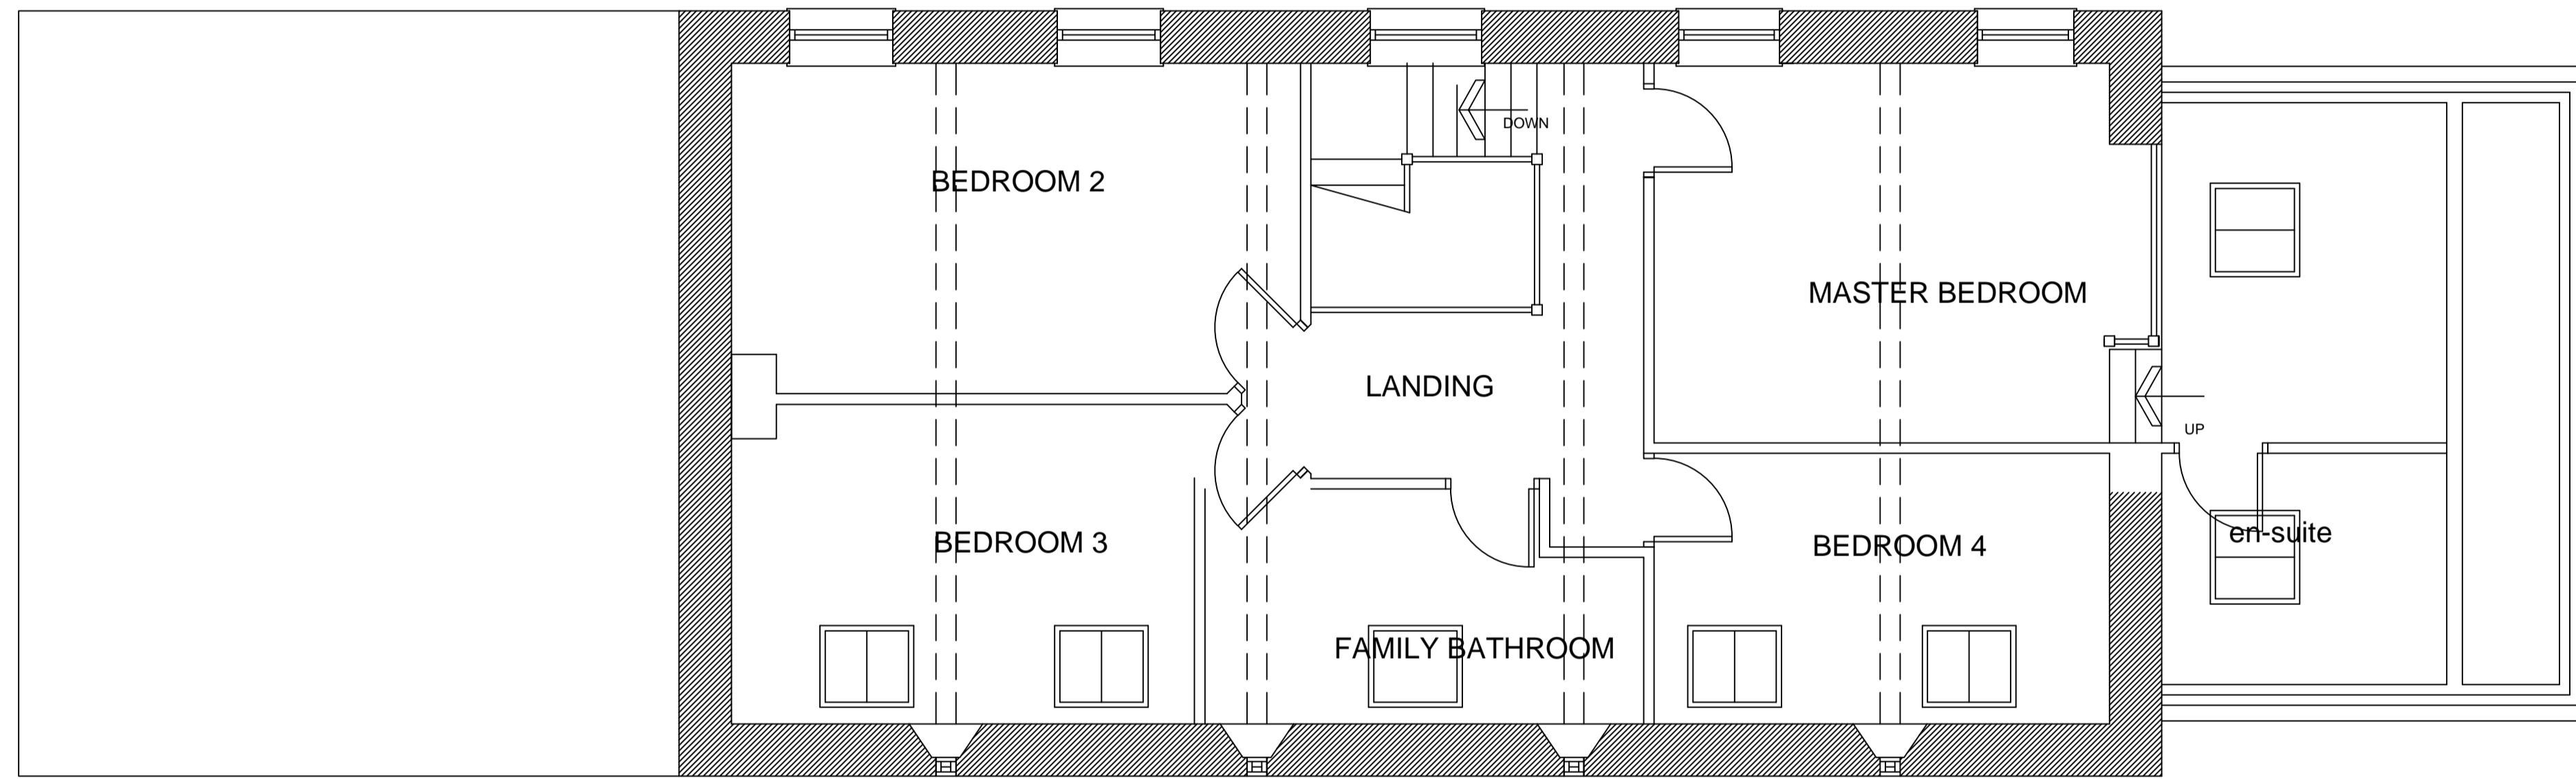 DOWN
BEDROOM 2
MASTER BEDROOM
LANDING
UP
BEDROOM 3
BEDROOM 4
en-suite
FAMILY BATHROOM